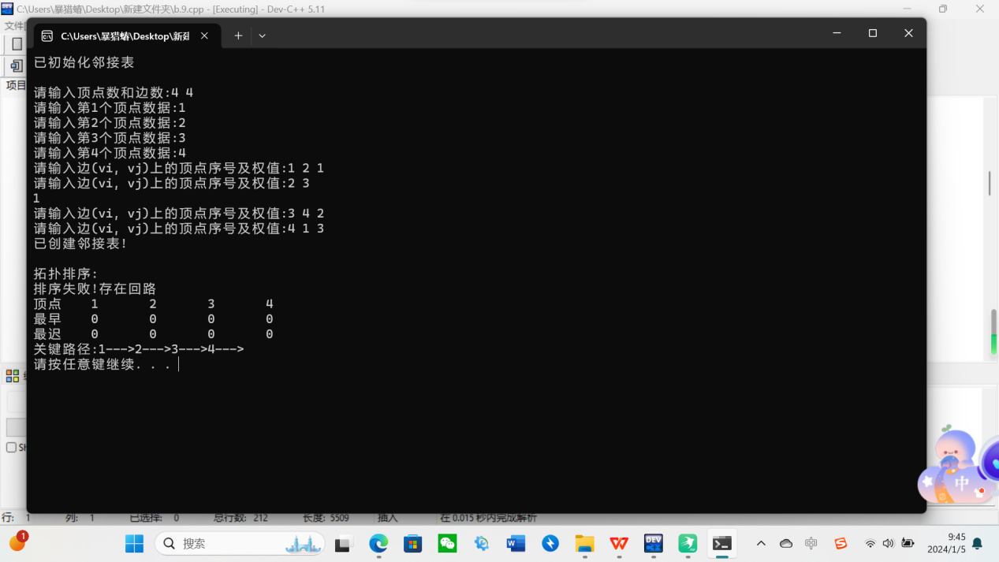 C:\Users\暴猎蝽\Desktop\新建文件夹\b.9.cpp - [Executing] - Dev-C++ 5.11
C:\Users\暴猎蝽\Desktop\新建
项目
已初始化邻接表
请输入顶点数和边数:4 4
请输入第1个顶点数据:1
请输入第2个顶点数据:2
请输入第3个顶点数据:3
请输入第4个顶点数据:4
请输入边(vi, vj)上的顶点序号及权值:1 2 1
请输入边(vi, vj)上的顶点序号及权值:2 3
1
请输入边(vi, vj)上的顶点序号及权值:3 4 2
请输入边(vi, vj)上的顶点序号及权值:4 1 3
已创建邻接表!
拓扑排序:
排序失败!存在回路
顶点 1 2 3 4
最早 0 0 0 0
最迟 0 0 0 0
关键路径:1--->2--->3--->4--->
请按任意键继续. . .
中
行: 1 列: 1 已选择: 0 总行数: 212 长度: 5509 插入 在 0.015 秒内完成解析
1
搜索
DEV
中
9:45
2024/1/5